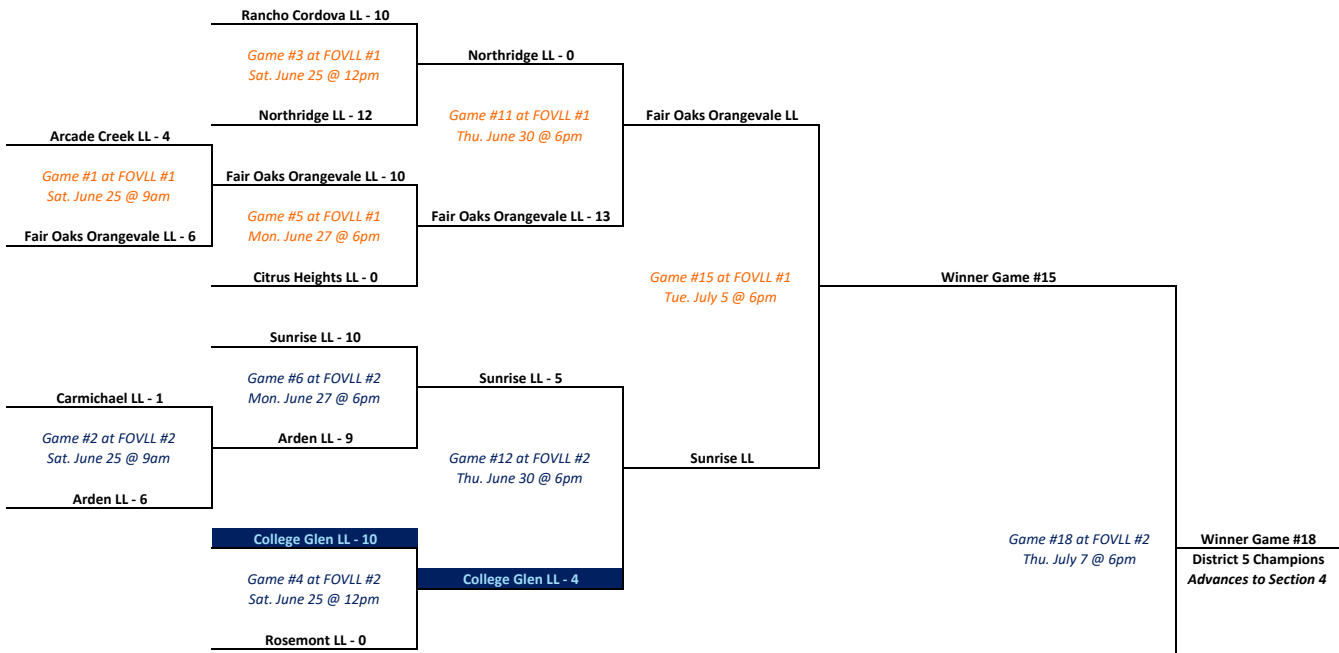 Rancho Cordova LL - 10
Game #3 at FOVLL #1
Sat. June 25 @ 12pm
Northridge LL - 12
Northridge LL - 0
Game #11 at FOVLL #1
Thu. June 30 @ 6pm
Fair Oaks Orangevale LL
Arcade Creek LL - 4
Game #1 at FOVLL #1
Sat. June 25 @ 9am
Fair Oaks Orangevale LL - 6
Fair Oaks Orangevale LL - 10
Game #5 at FOVLL #1
Mon. June 27 @ 6pm
Citrus Heights LL - 0
Fair Oaks Orangevale LL - 13
Game #15 at FOVLL #1
Tue. July 5 @ 6pm
Winner Game #15
Sunrise LL - 10
Game #6 at FOVLL #2
Mon. June 27 @ 6pm
Arden LL - 9
Sunrise LL - 5
Carmichael LL - 1
Game #2 at FOVLL #2
Sat. June 25 @ 9am
Arden LL - 6
Game #12 at FOVLL #2
Thu. June 30 @ 6pm
Sunrise LL
College Glen LL - 10
Game #4 at FOVLL #2
Sat. June 25 @ 12pm
Rosemont LL - 0
College Glen LL - 4
Game #18 at FOVLL #2
Thu. July 7 @ 6pm
Winner Game #18
District 5 Champions
Advances to Section 4